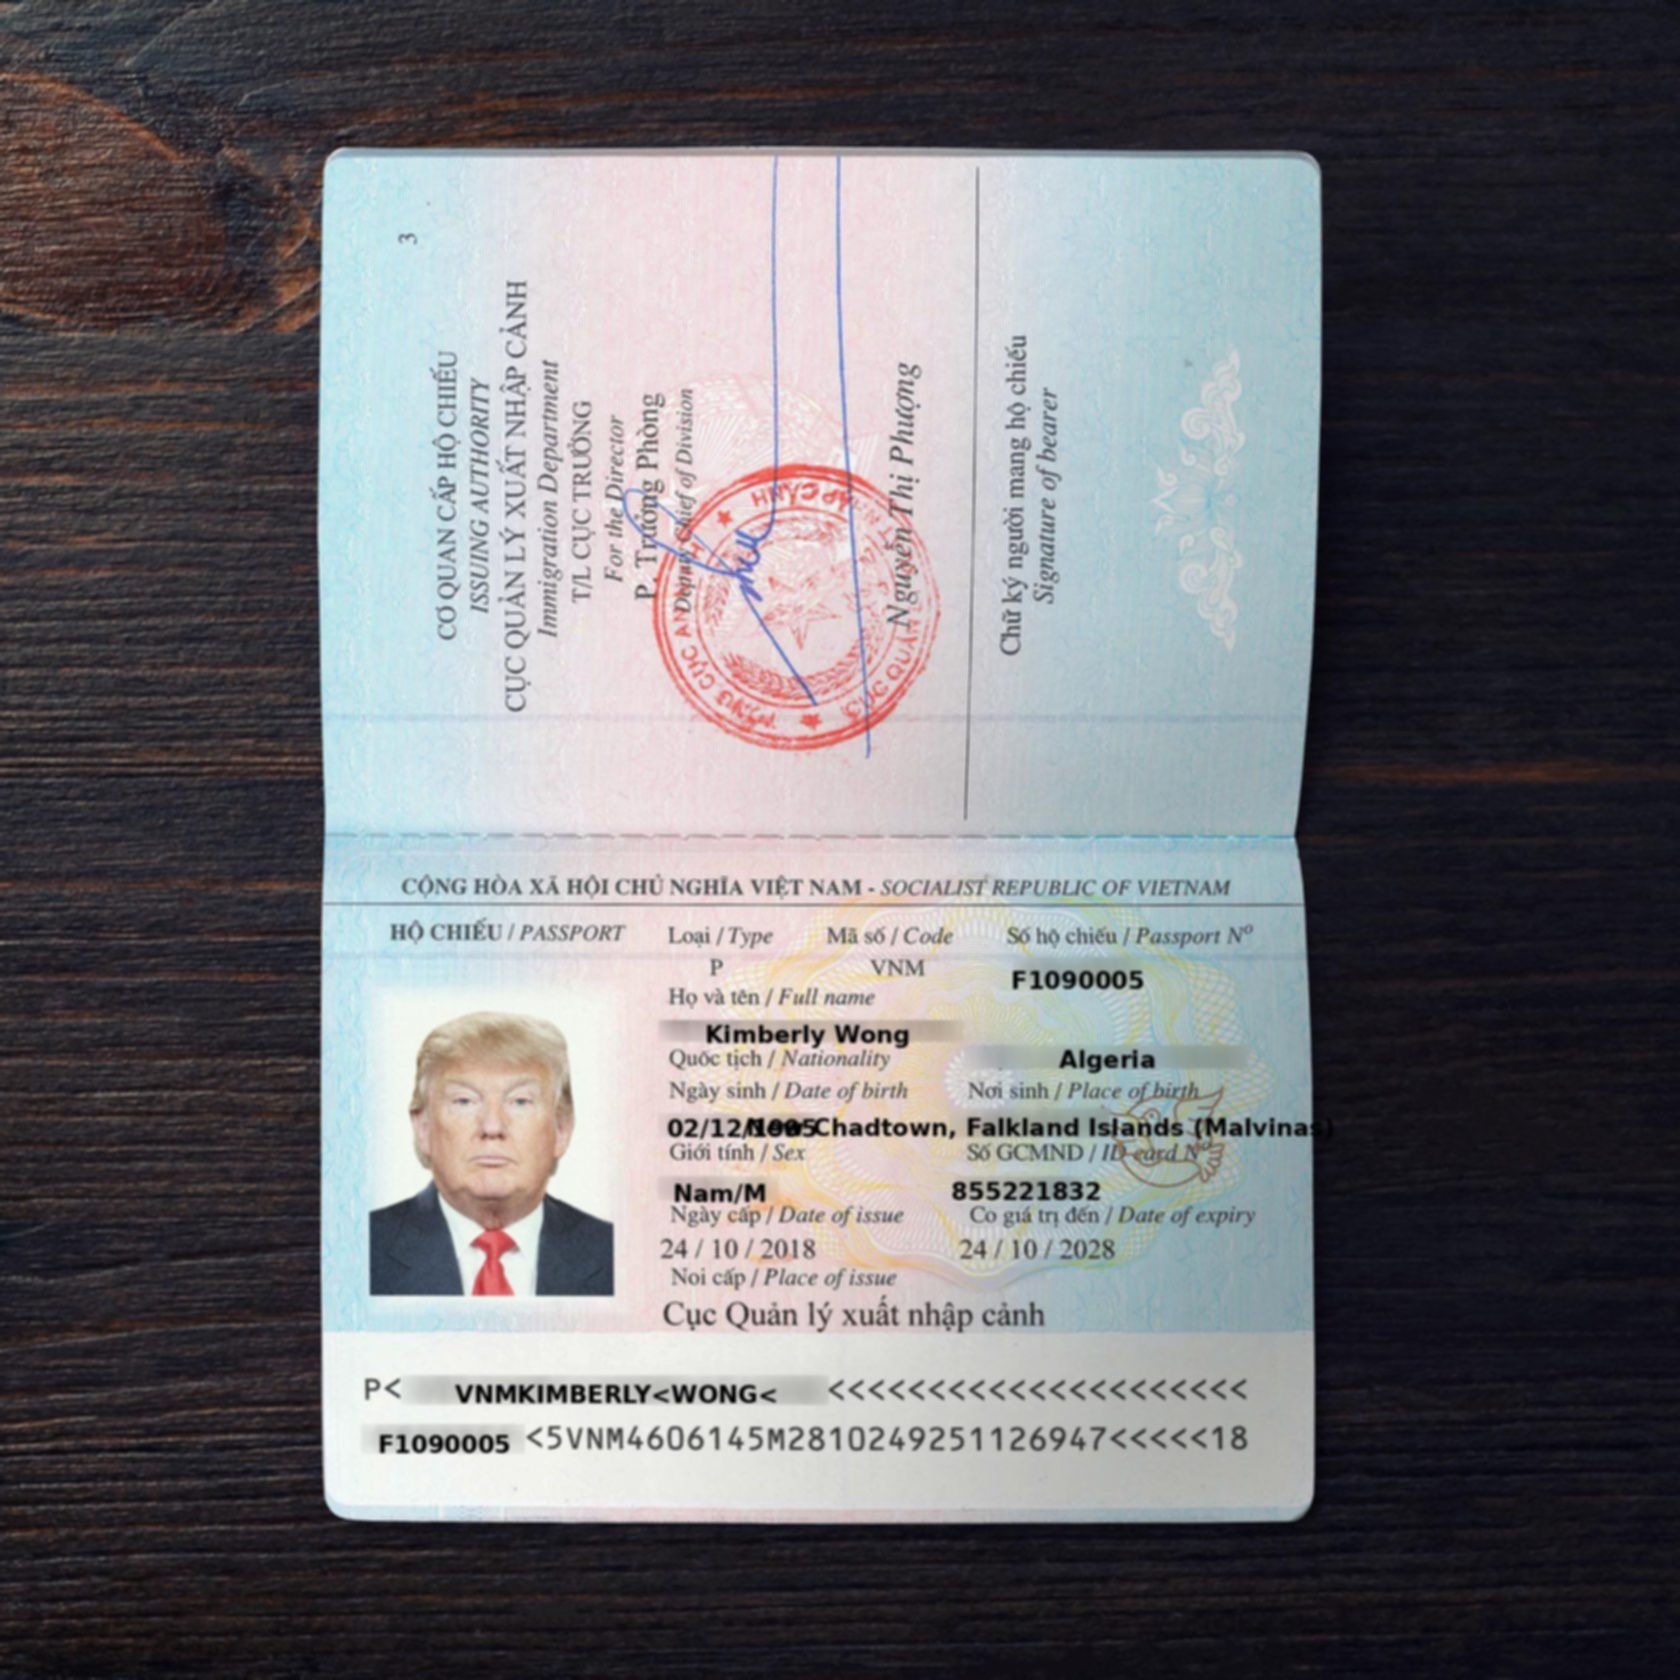 3
CƠ QUAN CẤP HỘ CHIẾU
ISSUING AUTHORITY
CỤC QUẢN LÝ XUẤT NHẬP CẢNH
Immigration Department
T/L CỤC TRƯỞNG
For the Director
P. Trưởng Phòng
Deputy Chief of Division
Nguyễn Thị Phượng
Chữ ký người mang hộ chiếu
Signature of bearer
CỘNG HÒA XÃ HỘI CHỦ NGHĨA VIỆT NAM - SOCIALIST REPUBLIC OF VIETNAM
HỘ CHIẾU / PASSPORT Loại / Type Mã số / Code Số hộ chiếu / Passport Nº
P VNM F1090005
Họ và tên / Full name
Kimberly Wong
Quốc tịch / Nationality Algeria
Ngày sinh / Date of birth Nơi sinh / Place of birth
02/12/1995 New Chadtown, Falkland Islands (Malvinas)
Giới tính / Sex Số GCMND / ID card Nº
Nam/M 855221832
Ngày cấp / Date of issue Co giá trị đến / Date of expiry
24 / 10 / 2018 24 / 10 / 2028
Noi cấp / Place of issue
Cục Quản lý xuất nhập cảnh
P< VNMKIMBERLY<WONG< <<<<<<<<<<<<<<<<<<<<<<
F1090005 <5VNM4606145M2810249251126947<<<<<18